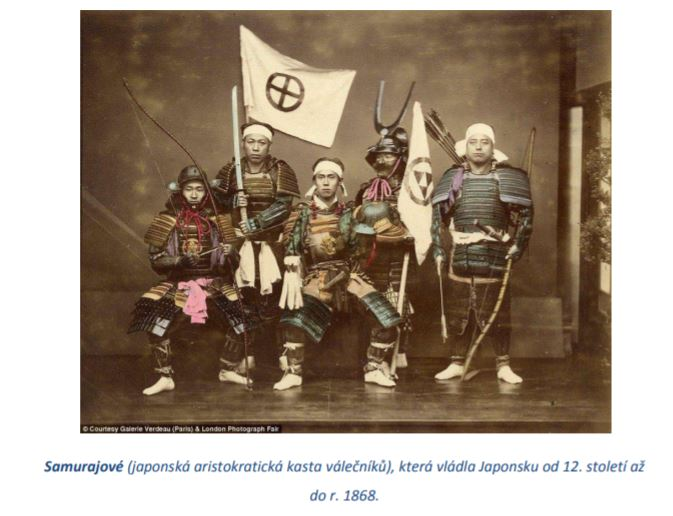 © Courtesy Galerie Verdeau (Paris) & London Photograph Fair
Samurajové (japonská aristokratická kasta válečníků), která vládla Japonsku od 12. století až
do r. 1868.